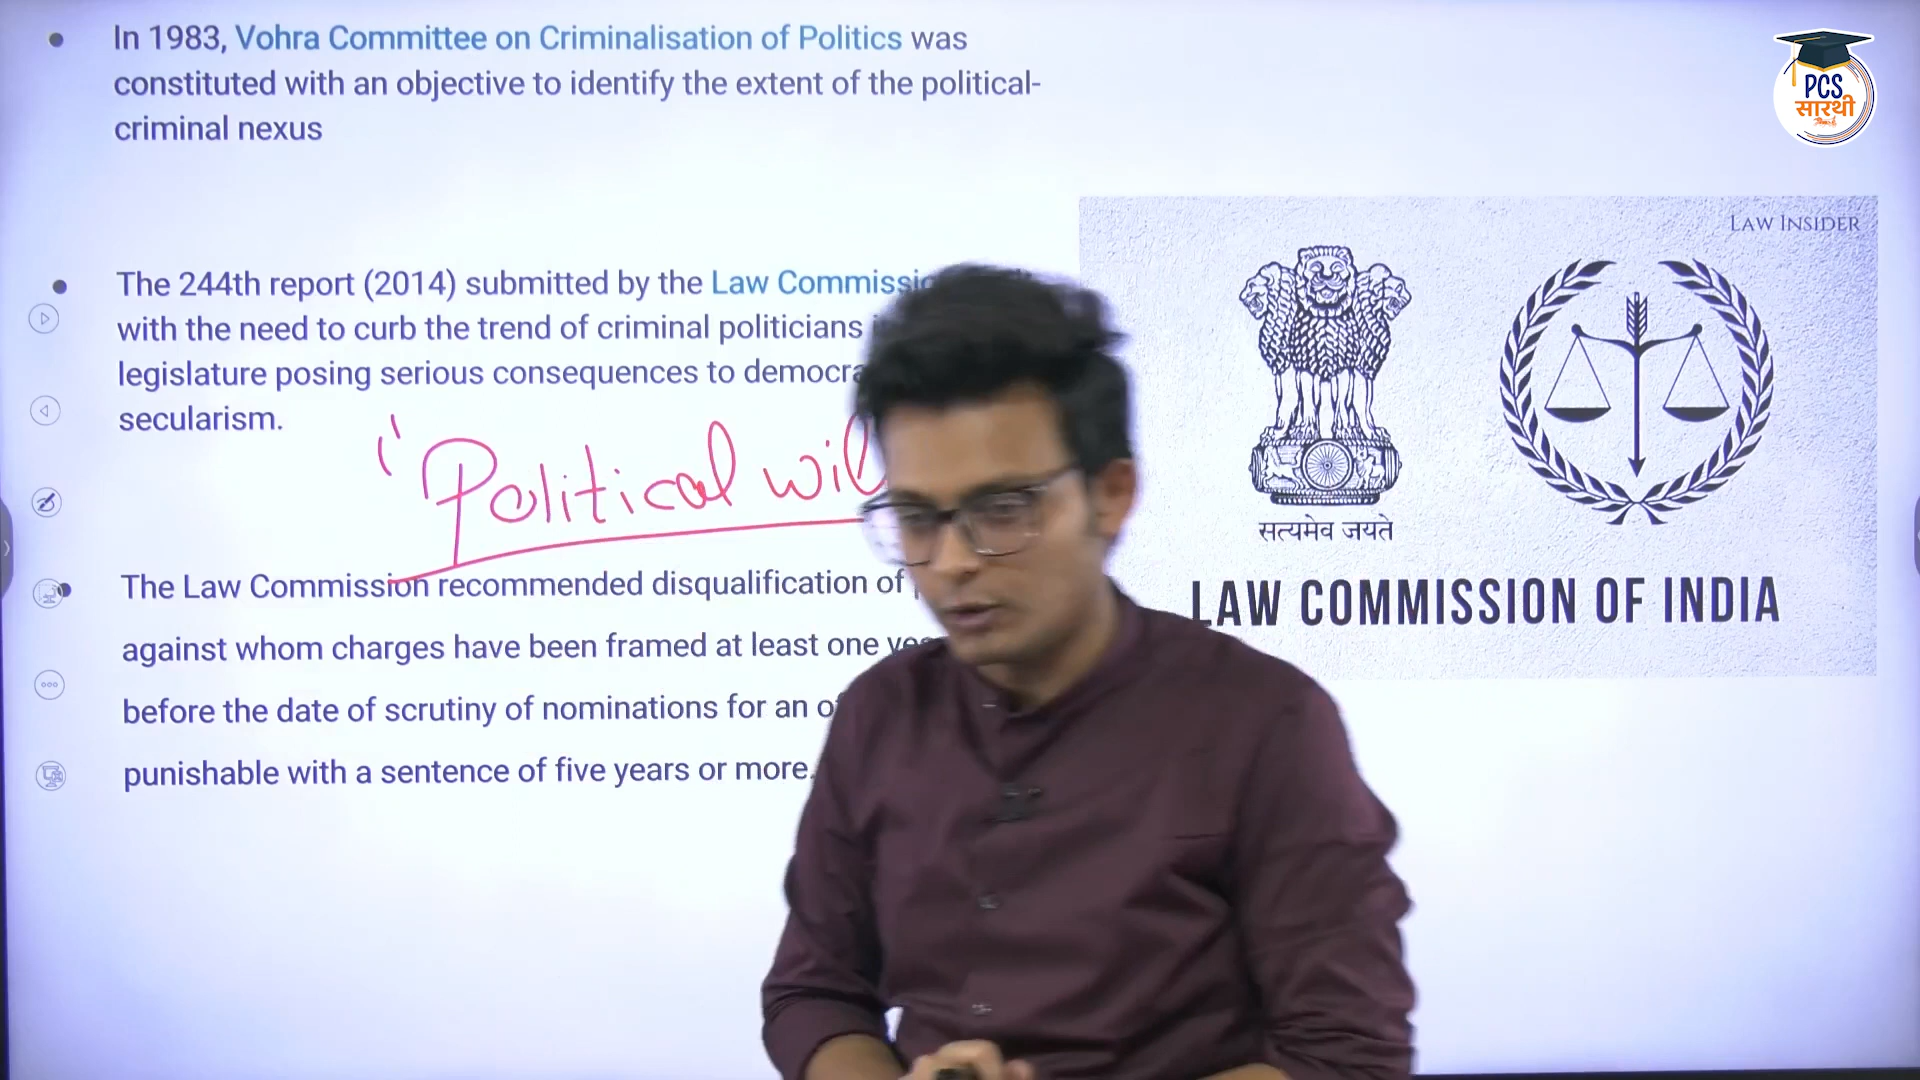 In 1983, Vohra Committee on Criminalisation of Politics was
constituted with an objective to identify the extent of the political-
criminal nexus
PCS
सारथी
LAW INSIDER
The 244th report (2014) submitted by the Law
with the need to curb the trend of criminal politicians
legislature posing serious consequences to
secularism.
"Political
The Law Commission recommended disqualification of
against whom charges have been framed at least one
before the date of scrutiny of nominations for an
punishable with a sentence of five years or more.
सत्यमेव जयते
LAW COMMISSION OF INDIA